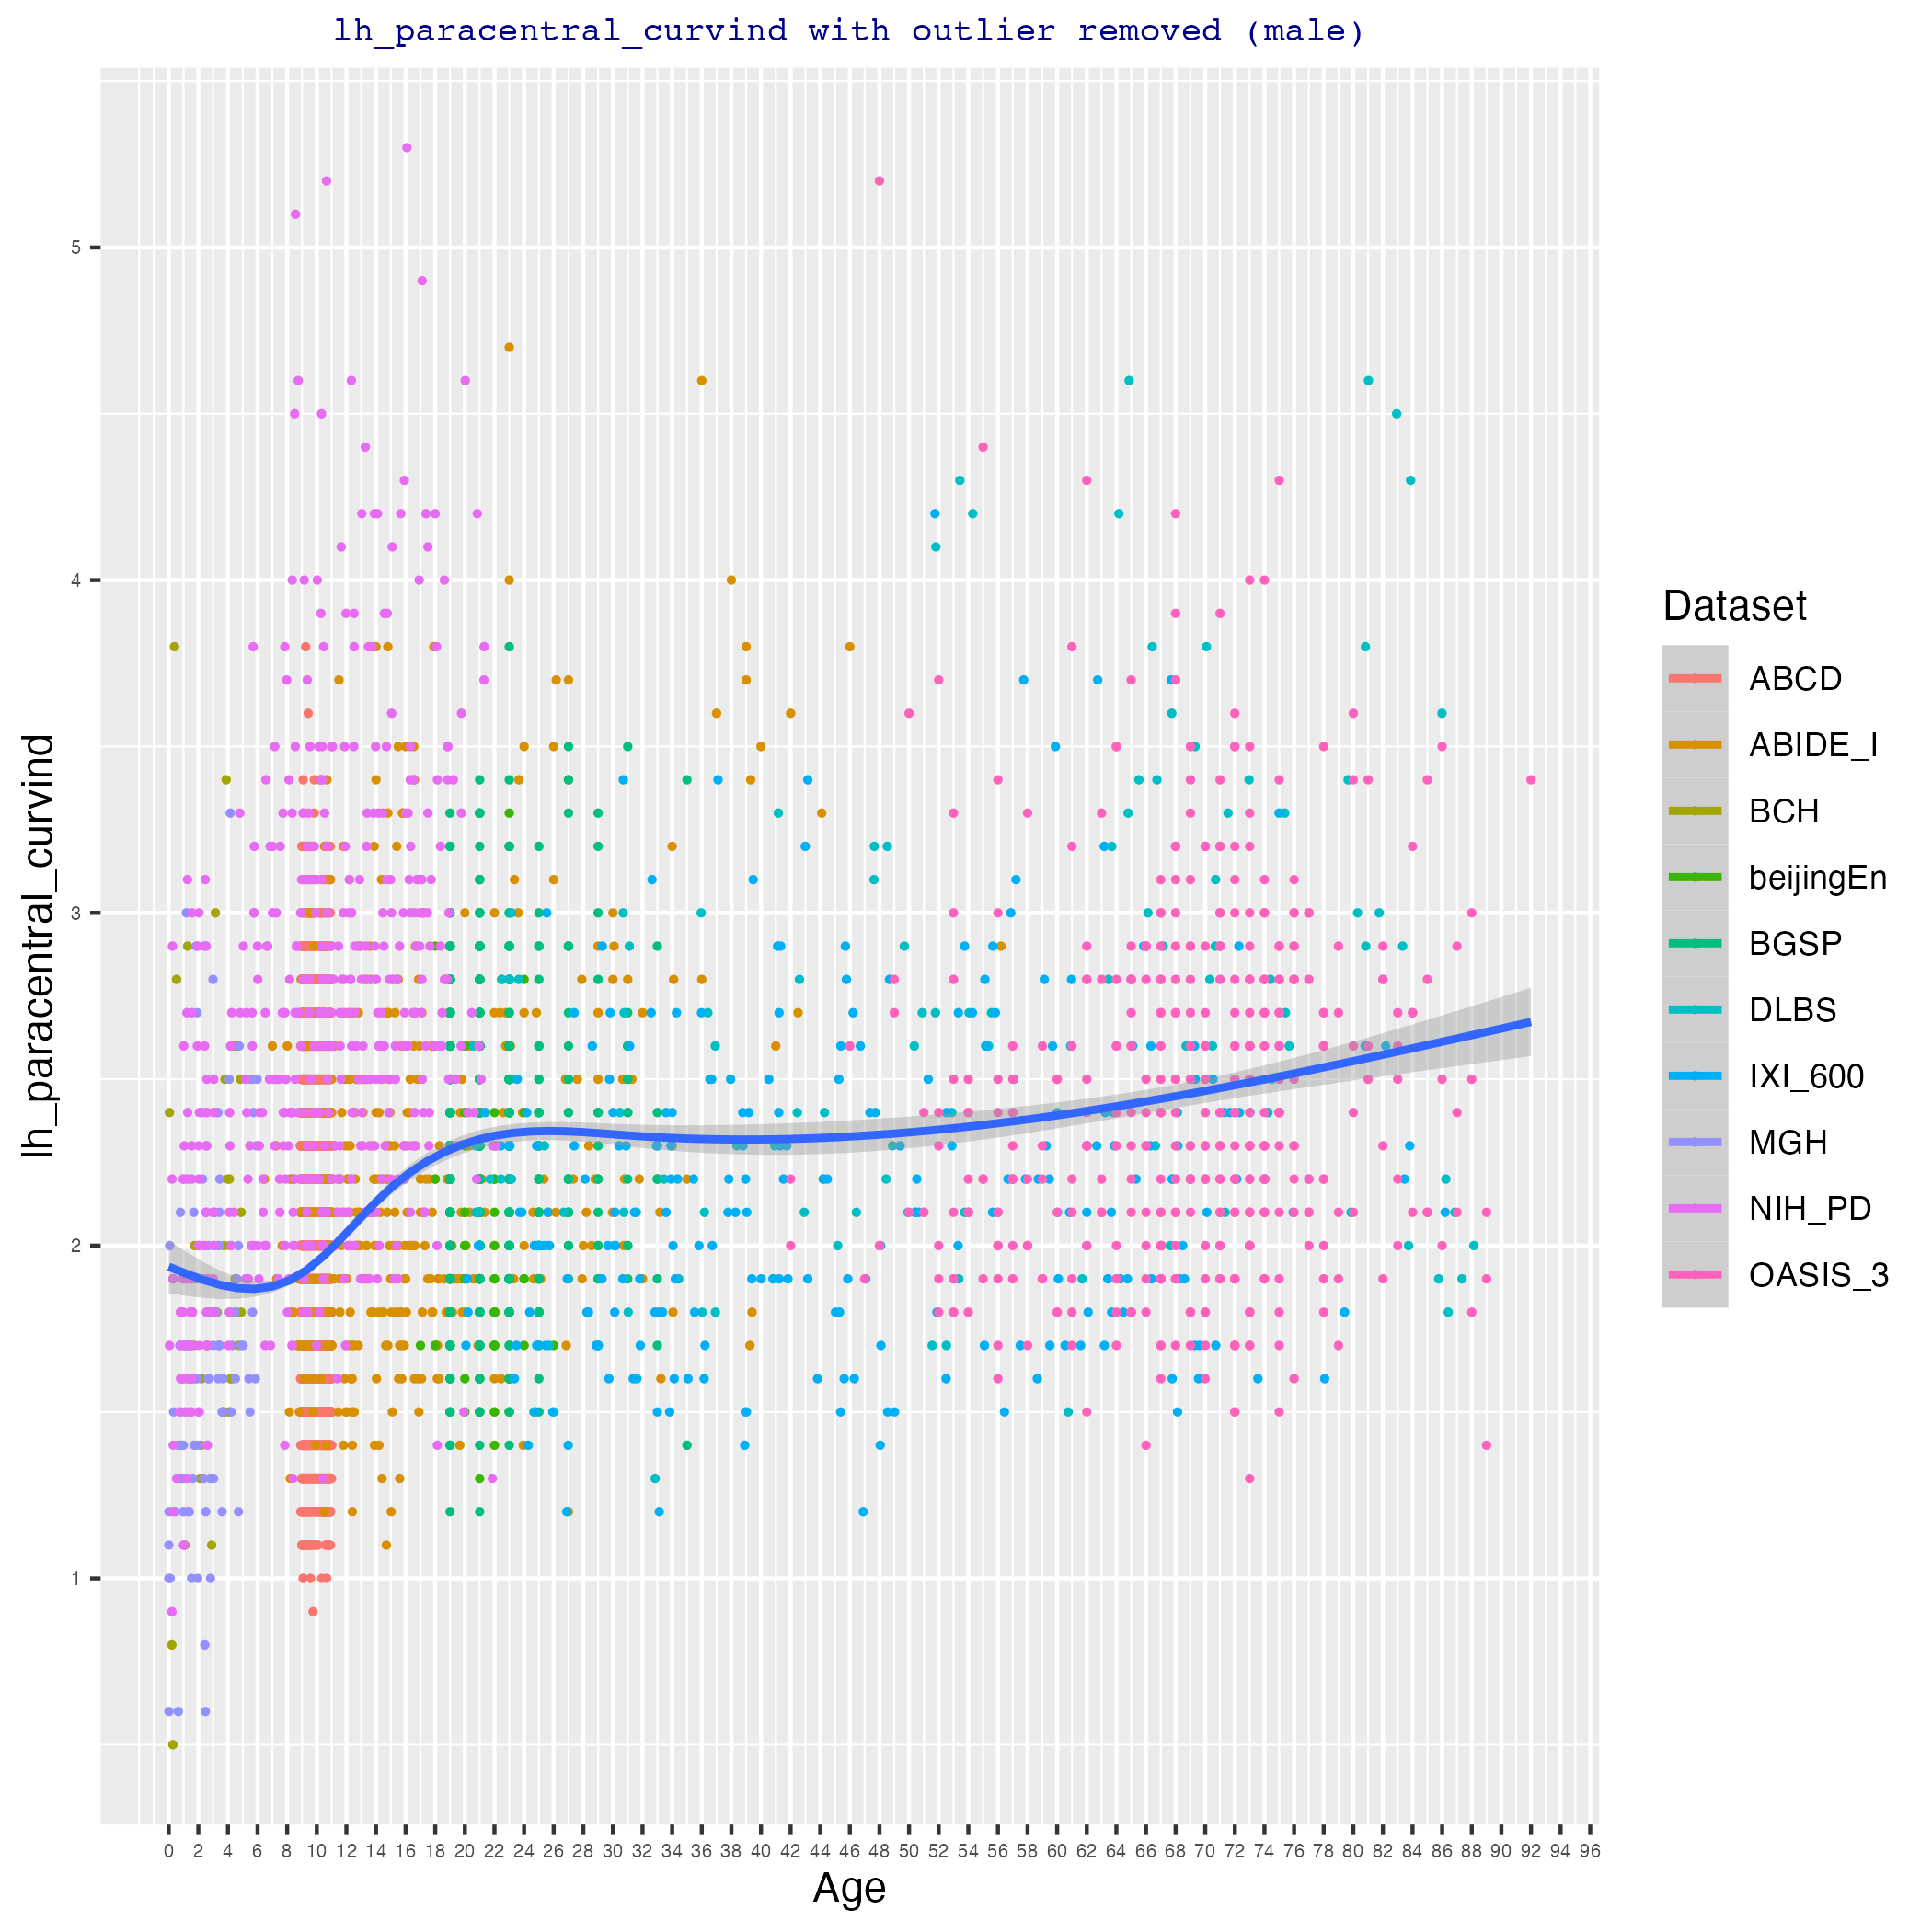 lh_paracentral_curvind with outlier removed (male)
lh_paracentral_curvind
5
4
3
2
1
0 2 4 6 8 10 12 14 16 18 20 22 24 26 28 30 32 34 36 38 40 42 44 46 48 50 52 54 56 58 60 62 64 66 68 70 72 74 76 78 80 82 84 86 88 90 92 94 96
Age
Dataset
ABCD
ABIDE_I
BCH
beijingEn
BGSP
DLBS
IXI_600
MGH
NIH_PD
OASIS_3